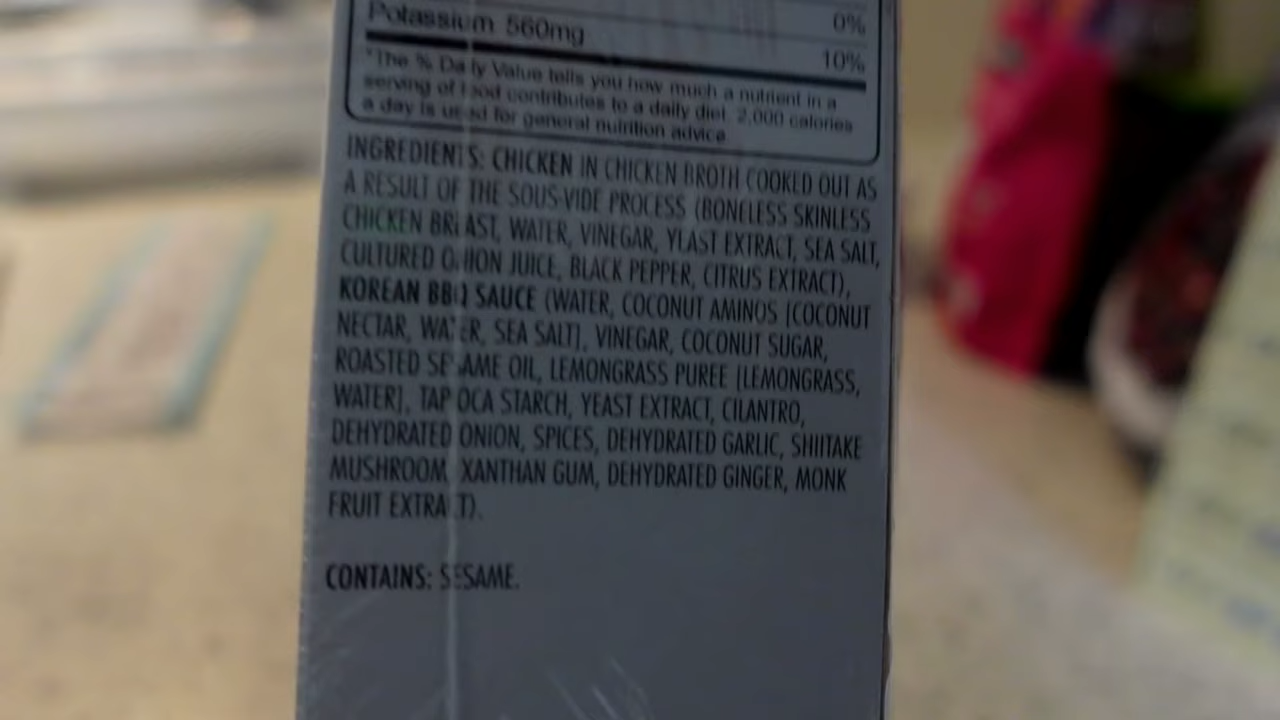 0%
Potassium 560mg 10%
*The % Daily Value tells you how much a nutrient in a
serving of food contributes to a daily diet. 2,000 calories
a day is used for general nutrition advice.
INGREDIENTS: CHICKEN IN CHICKEN BROTH COOKED OUT AS
A RESULT OF THE SOUS-VIDE PROCESS (BONELESS SKINLESS
CHICKEN BREAST, WATER, VINEGAR, YEAST EXTRACT, SEA SALT,
CULTURED ONION JUICE, BLACK PEPPER, CITRUS EXTRACT),
KOREAN BBQ SAUCE (WATER, COCONUT AMINOS [COCONUT
NECTAR, WATER, SEA SALT], VINEGAR, COCONUT SUGAR,
ROASTED SESAME OIL, LEMONGRASS PUREE [LEMONGRASS,
WATER], TAPIOCA STARCH, YEAST EXTRACT, CILANTRO,
DEHYDRATED ONION, SPICES, DEHYDRATED GARLIC, SHIITAKE
MUSHROOM, XANTHAN GUM, DEHYDRATED GINGER, MONK
FRUIT EXTRACT).
CONTAINS: SESAME.